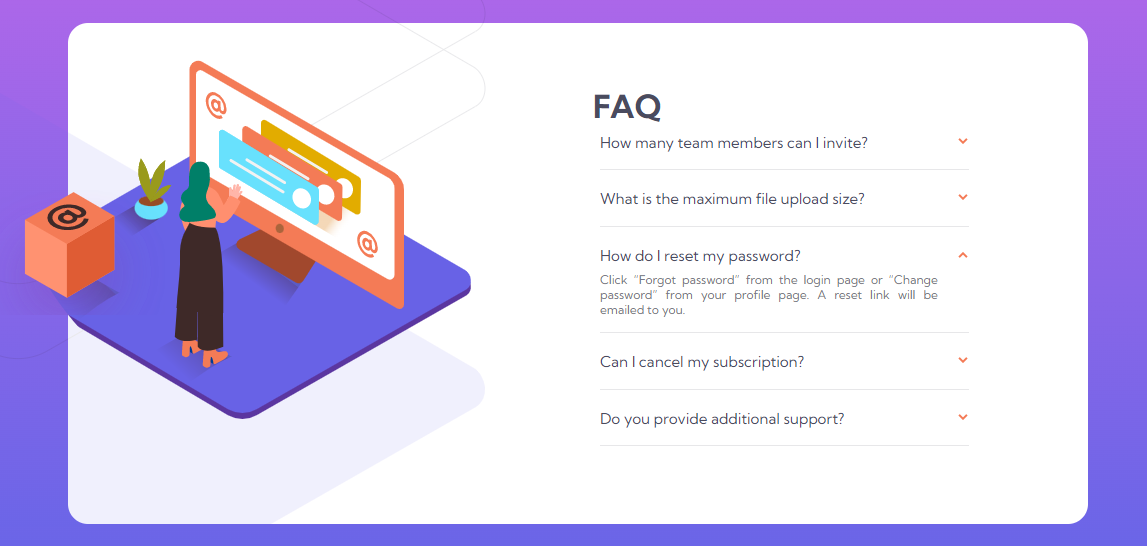 @
@
@
FAQ
How many team members can I invite?
What is the maximum file upload size?
How do I reset my password?
Click “Forgot password” from the login page or “Change
password” from your profile page. A reset link will be
emailed to you.
Can I cancel my subscription?
Do you provide additional support?